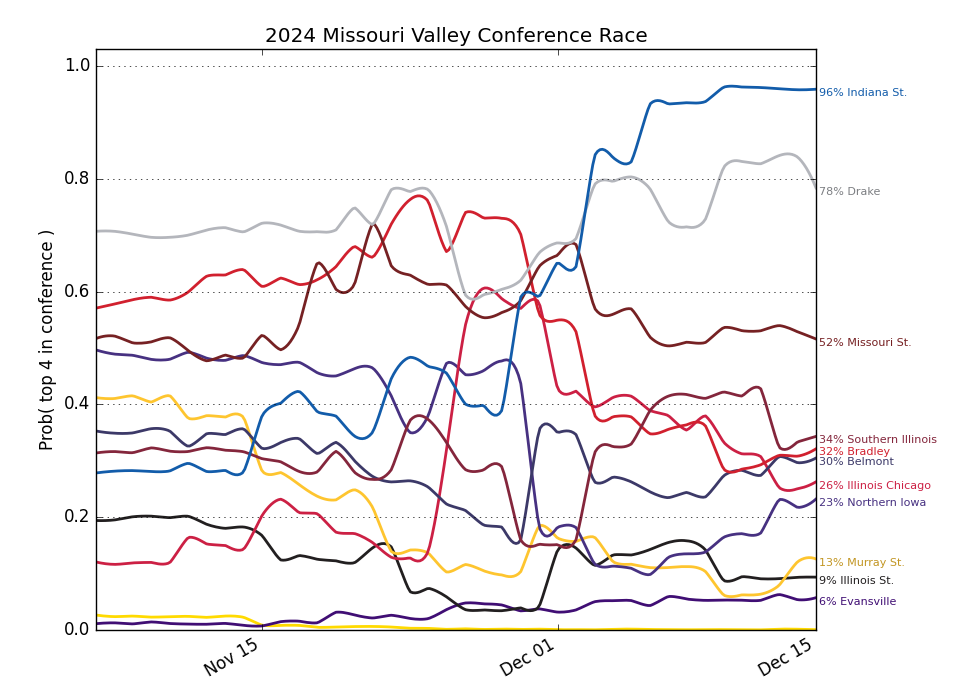 2024 Missouri Valley Conference Race
Prob( top 4 in conference )
1.0
0.8
0.6
0.4
0.2
0.0
Nov 15
Dec 01
Dec 15
96% Indiana St.
78% Drake
52% Missouri St.
34% Southern Illinois
32% Bradley
30% Belmont
26% Illinois Chicago
23% Northern Iowa
13% Murray St.
9% Illinois St.
6% Evansville